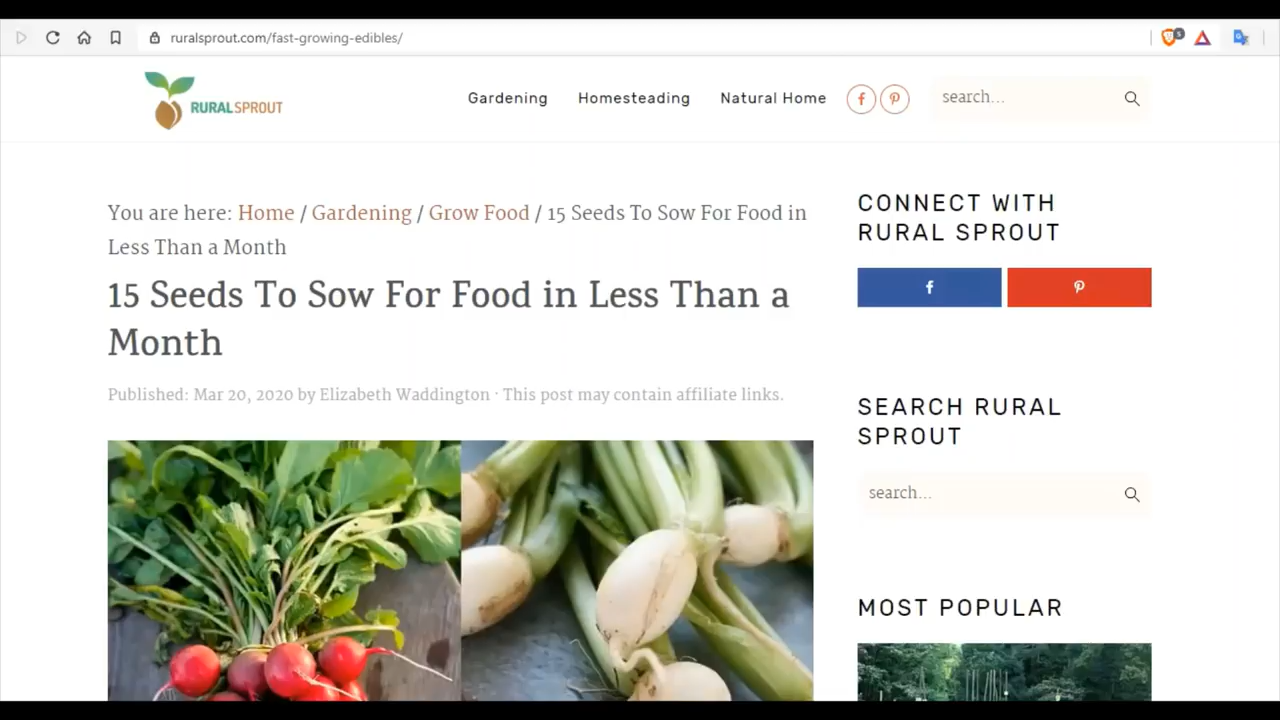 ruralsprout.com/fast-growing-edibles/
5
RURALSPROUT
Gardening
Homesteading
Natural Home
search...
You are here: Home / Gardening / Grow Food / 15 Seeds To Sow For Food in
Less Than a Month
15 Seeds To Sow For Food in Less Than a
Month
Published: Mar 20, 2020 by Elizabeth Waddington · This post may contain affiliate links.
CONNECT WITH
RURAL SPROUT
SEARCH RURAL
SPROUT
search...
MOST POPULAR